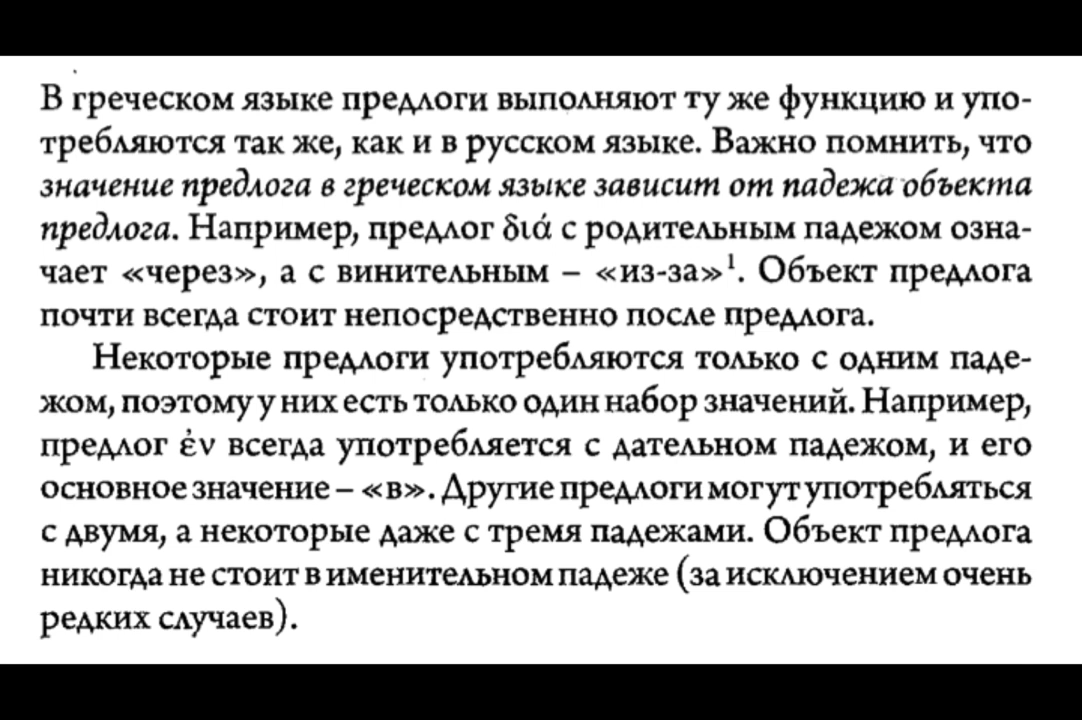 В греческом языке предлоги выполняют ту же функцию и упо-
требляются так же, как и в русском языке. Важно помнить, что
значение предлога в греческом языке зависит от падежа объекта
предлога. Например, предлог διά с родительным падежом озна-
чает «через», а с винительным – «из-за»¹. Объект предлога
почти всегда стоит непосредственно после предлога.
Некоторые предлоги употребляются только с одним паде-
жом, поэтому у них есть только один набор значений. Например,
предлог ἐν всегда употребляется с дательном падежом, и его
основное значение – «в». Другие предлоги могут употребляться
с двумя, а некоторые даже с тремя падежами. Объект предлога
никогда не стоит в именительном падеже (за исключением очень
редких случаев).